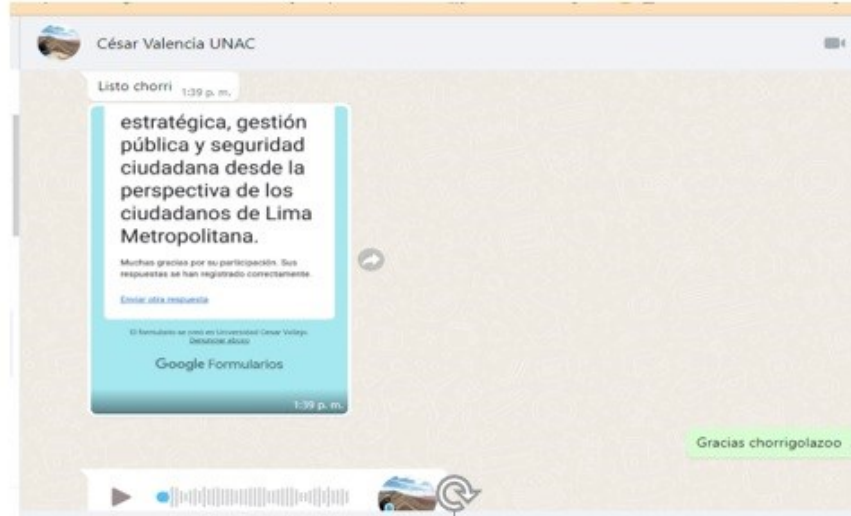 César Valencia UNAC
Listo chorri 1:39 p. m.
estratégica, gestión
pública y seguridad
ciudadana desde la
perspectiva de los
ciudadanos de Lima
Metropolitana.
Muchas gracias por su participación. Sus
respuestas se han registrado correctamente.
Enviar otra respuesta
El formulario se creó en Universidad Cesar Vallejo.
Denunciar abuso
Google Formularios
1:39 p. m.
Gracias chorrigolazoo